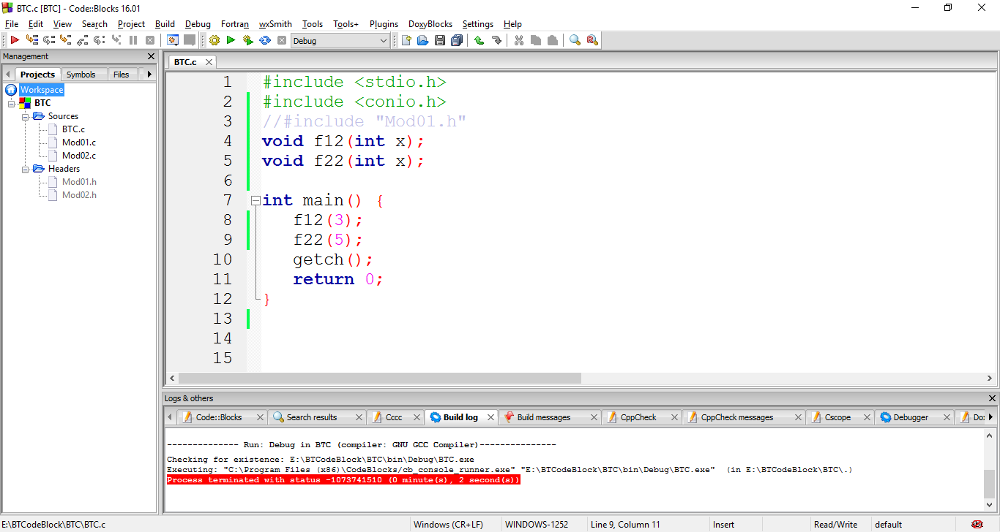 BTC.c [BTC] - Code::Blocks 16.01
File Edit View Search Project Build Debug Fortran wxSmith Tools Tools+ Plugins DoxyBlocks Settings Help
Debug
Management
Projects Symbols Files
Workspace
BTC
Sources
BTC.c
Mod01.c
Mod02.c
Headers
Mod01.h
Mod02.h
BTC.c
1 #include <stdio.h>
2 #include <conio.h>
3 //#include "Mod01.h"
4 void f12(int x);
5 void f22(int x);
6
7 int main() {
8 f12(3);
9 f22(5);
10 getch();
11 return 0;
12 }
13
14
15
Logs & others
Code::Blocks Search results Cccc Build log Build messages CppCheck CppCheck messages Cscope Debugger Do
-------------- Run: Debug in BTC (compiler: GNU GCC Compiler)---------------
Checking for existence: E:\BTCodeBlock\BTC\bin\Debug\BTC.exe
Executing: "C:\Program Files (x86)\CodeBlocks/cb_console_runner.exe" "E:\BTCodeBlock\BTC\bin\Debug\BTC.exe"  (in E:\BTCodeBlock\BTC\.)
Process terminated with status -1073741510 (0 minute(s), 2 second(s))
E:\BTCodeBlock\BTC\BTC.c Windows (CR+LF) WINDOWS-1252 Line 9, Column 11 Insert Read/Write default abc